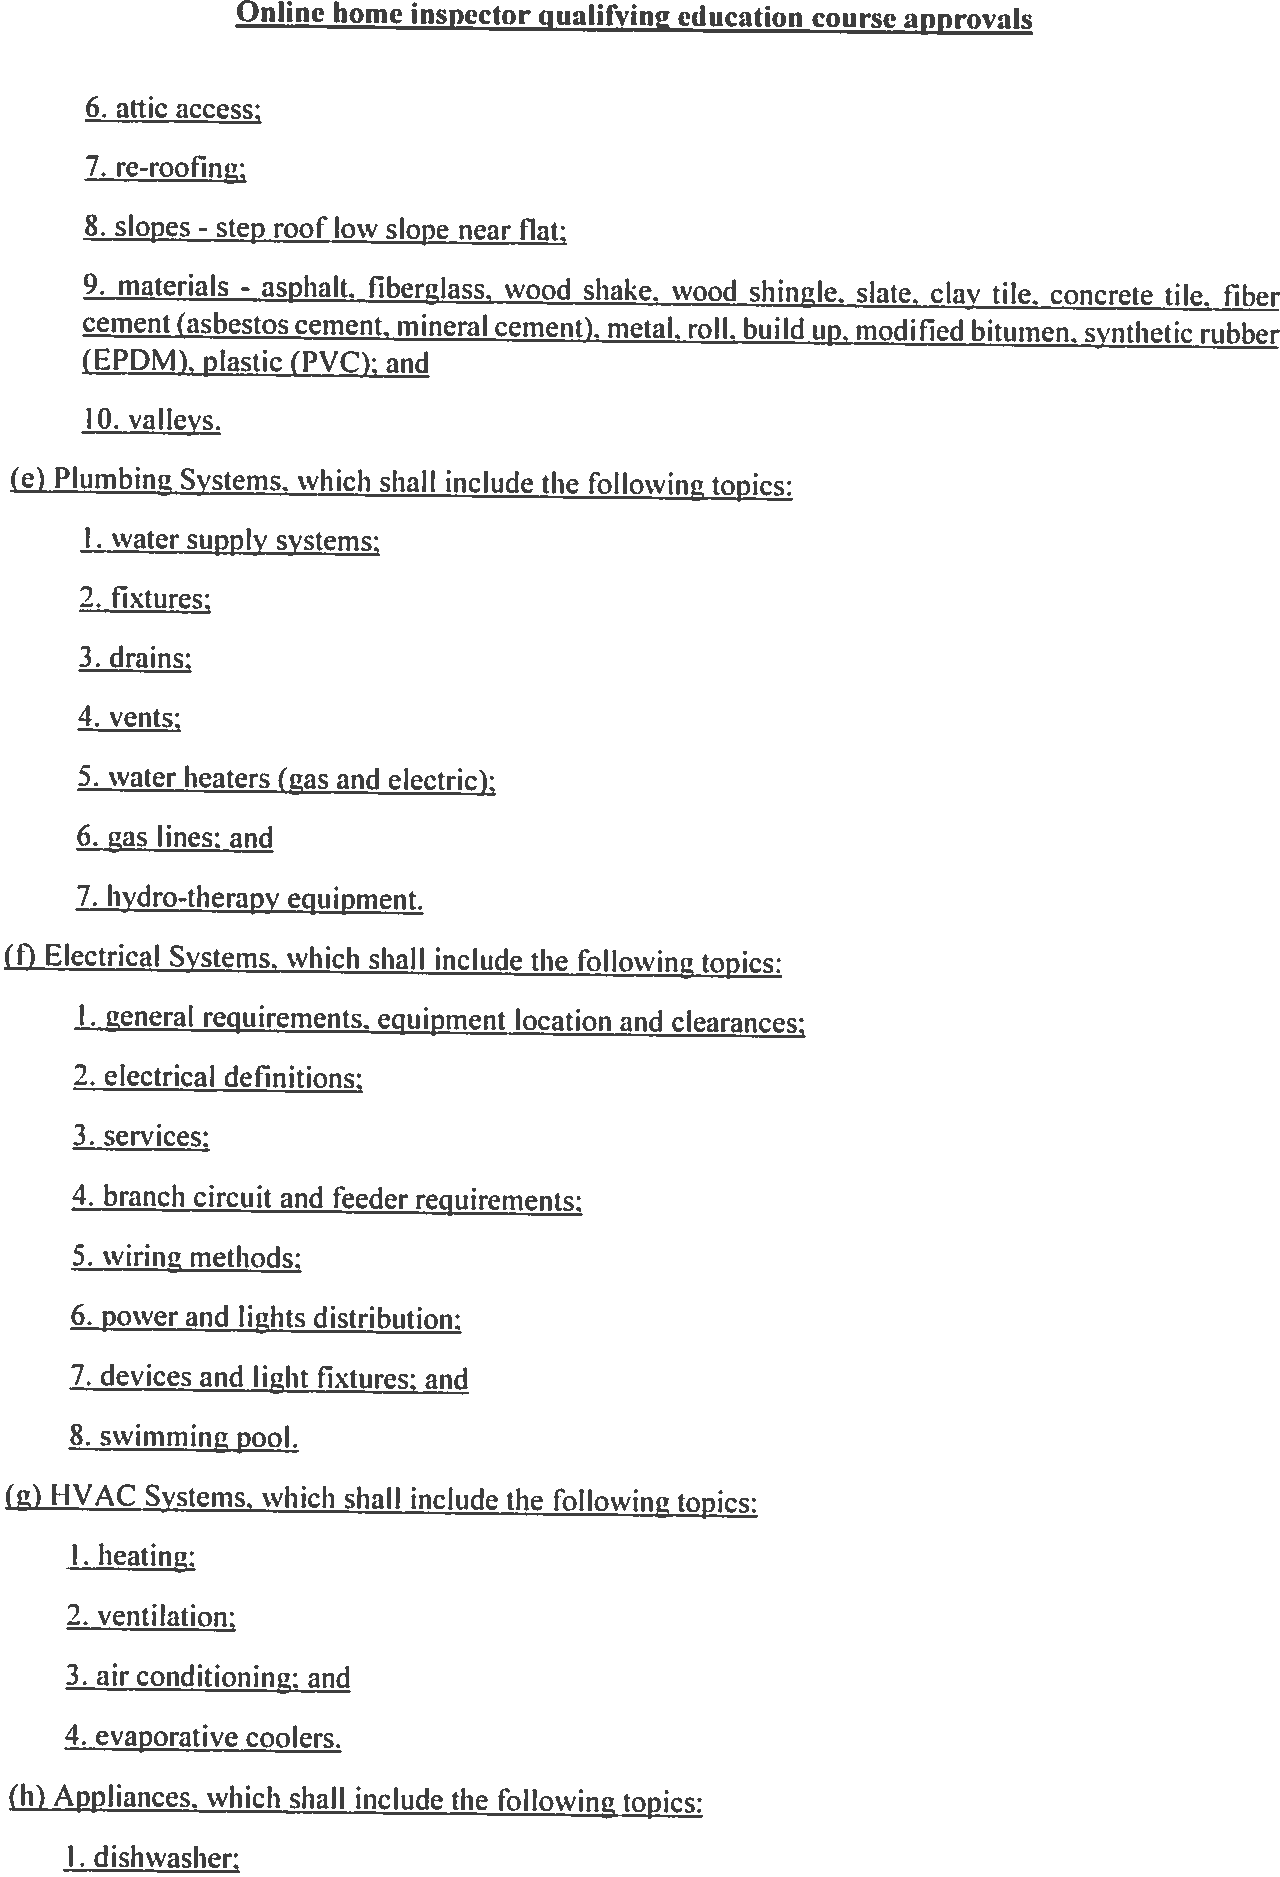 Online home inspector qualifying education course approvals
6. attic access;
7. re-roofing;
8. slopes - step roof low slope near flat;
9. materials - asphalt, fiberglass, wood shake, wood shingle, slate, clay tile, concrete tile, fiber
cement (asbestos cement, mineral cement), metal, roll, build up, modified bitumen, synthetic rubber
(EPDM), plastic (PVC); and
10. valleys.
(e) Plumbing Systems, which shall include the following topics:
1. water supply systems;
2. fixtures;
3. drains;
4. vents;
5. water heaters (gas and electric);
6. gas lines; and
7. hydro-therapy equipment.
(f) Electrical Systems, which shall include the following topics:
1. general requirements, equipment location and clearances;
2. electrical definitions;
3. services;
4. branch circuit and feeder requirements;
5. wiring methods;
6. power and lights distribution;
7. devices and light fixtures; and
8. swimming pool.
(g) HVAC Systems, which shall include the following topics:
1. heating;
2. ventilation;
3. air conditioning; and
4. evaporative coolers.
(h) Appliances, which shall include the following topics:
1. dishwasher;